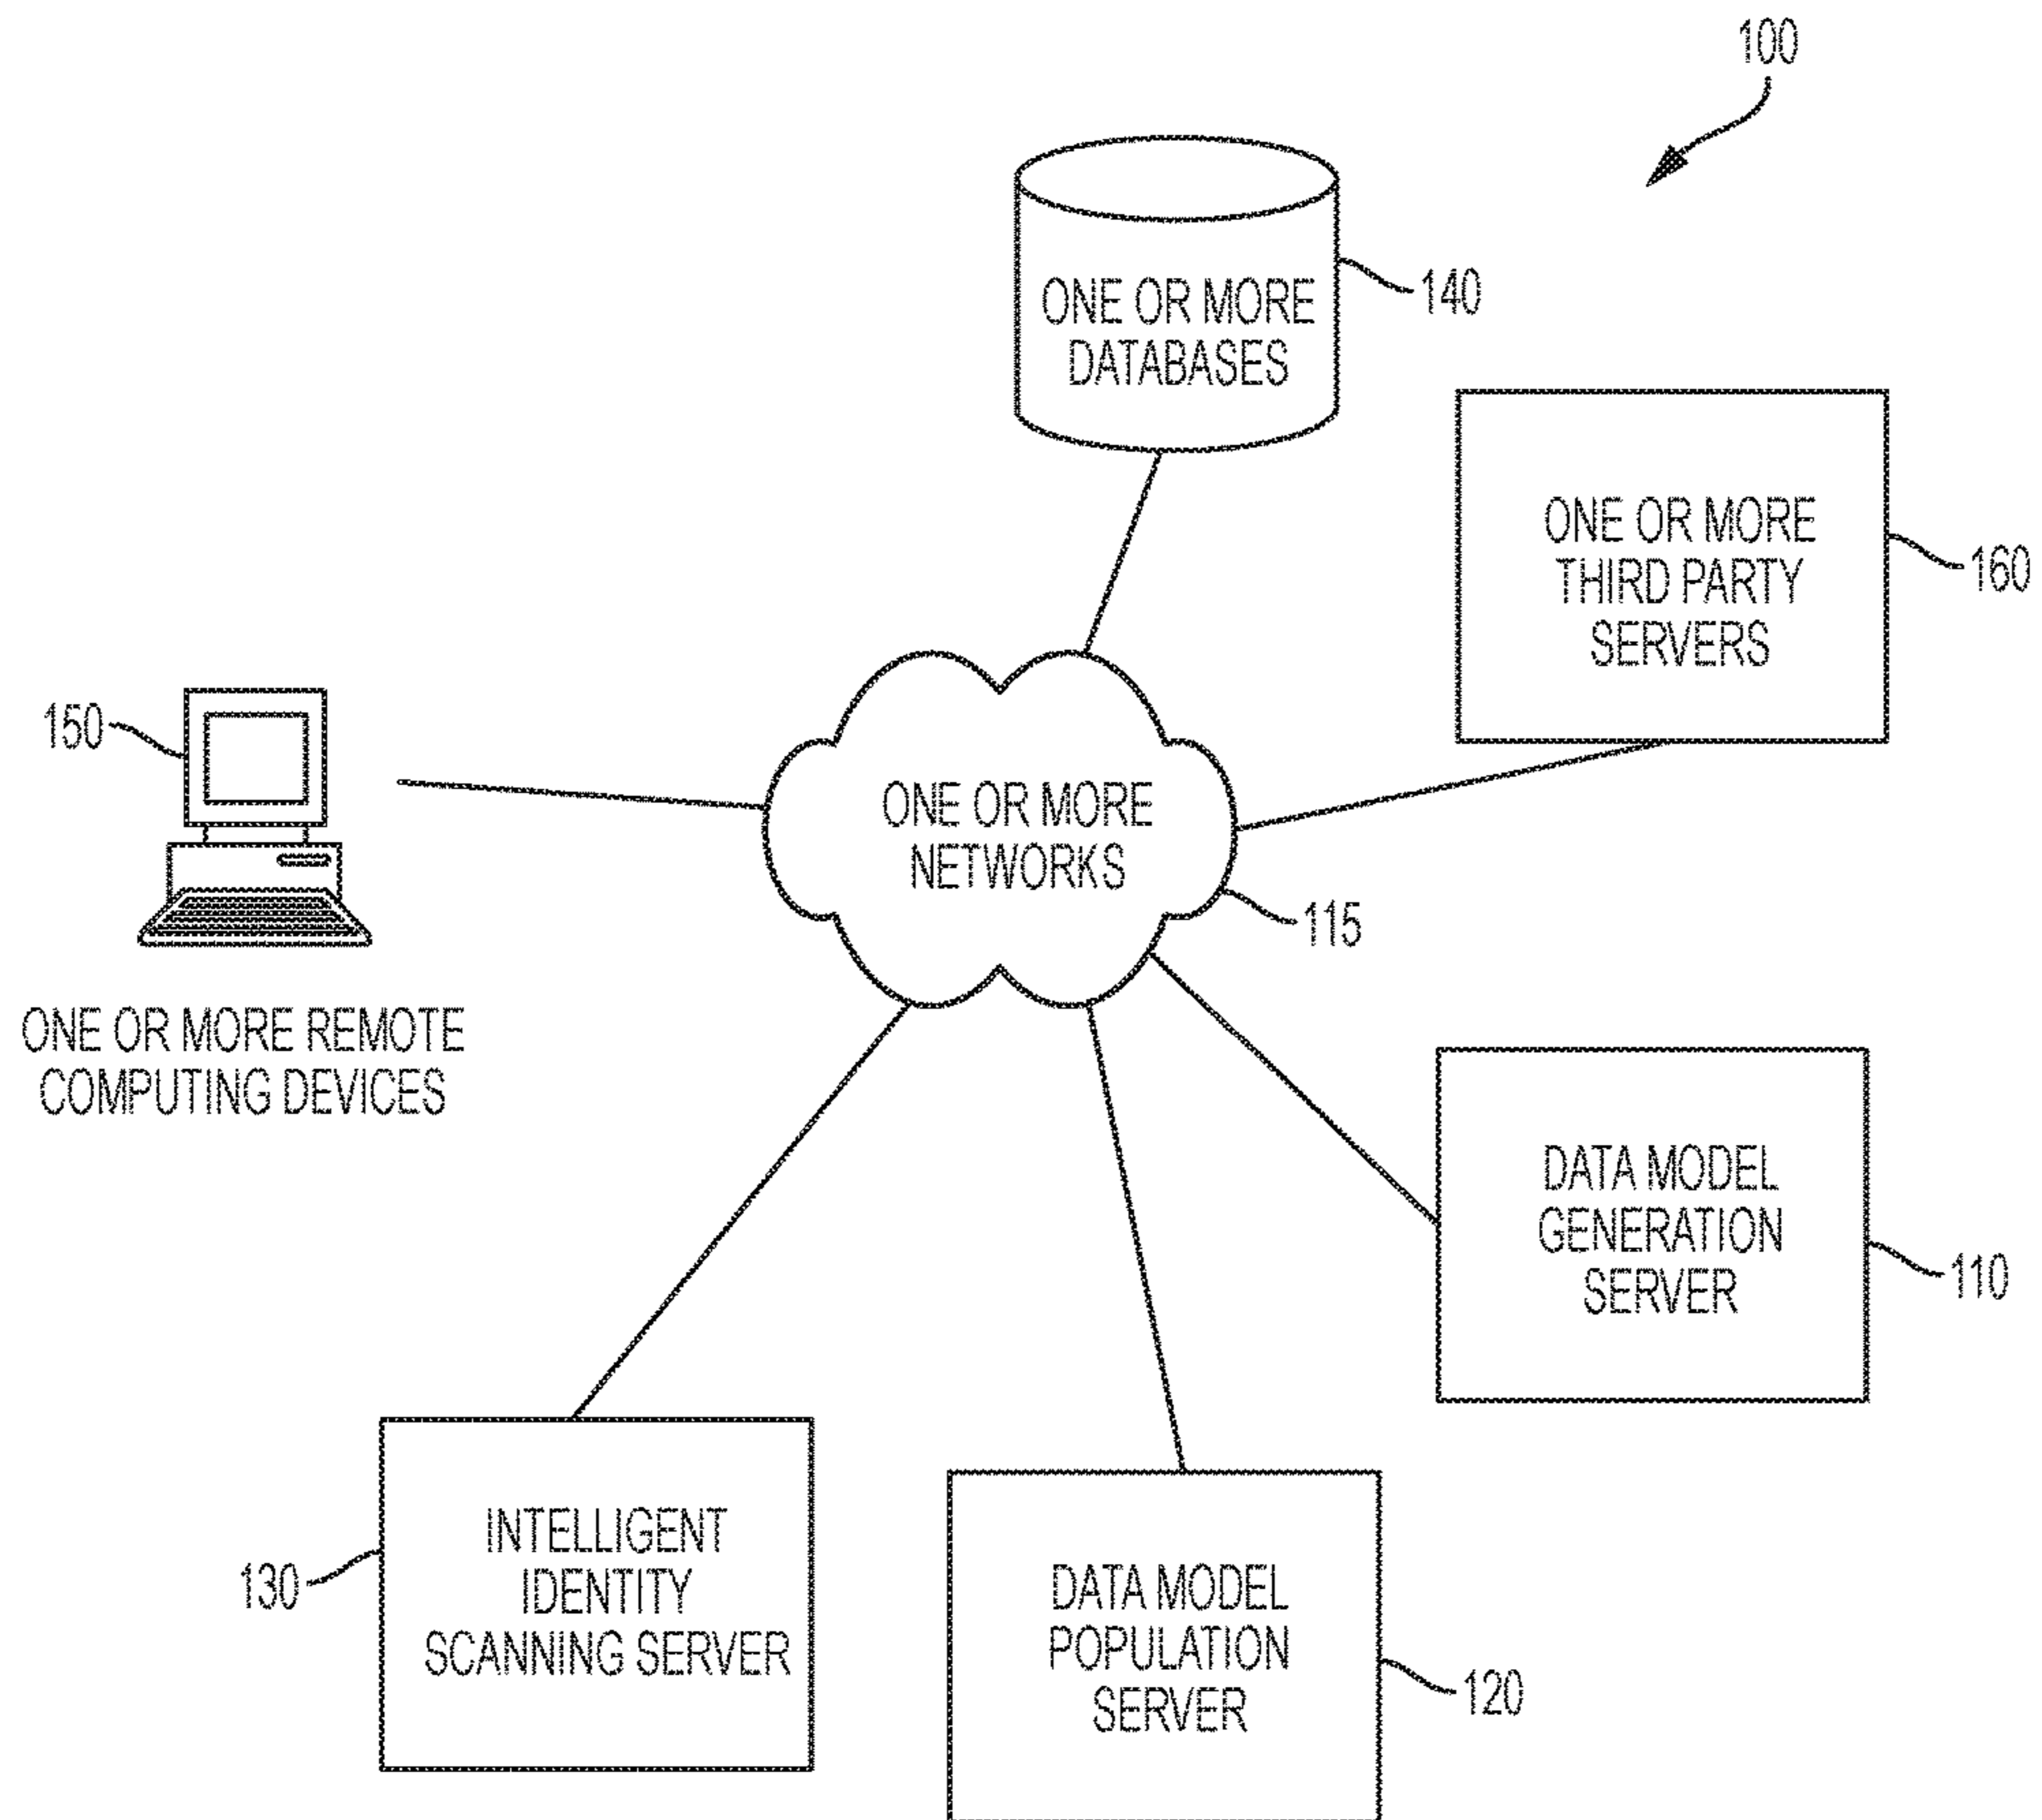 100
ONE OR MORE
DATABASES
140
ONE OR MORE
THIRD PARTY
SERVERS
160
150
ONE OR MORE
NETWORKS
115
ONE OR MORE REMOTE
COMPUTING DEVICES
DATA MODEL
GENERATION
SERVER
110
INTELLIGENT
IDENTITY
SCANNING SERVER
130
DATA MODEL
POPULATION
SERVER
120